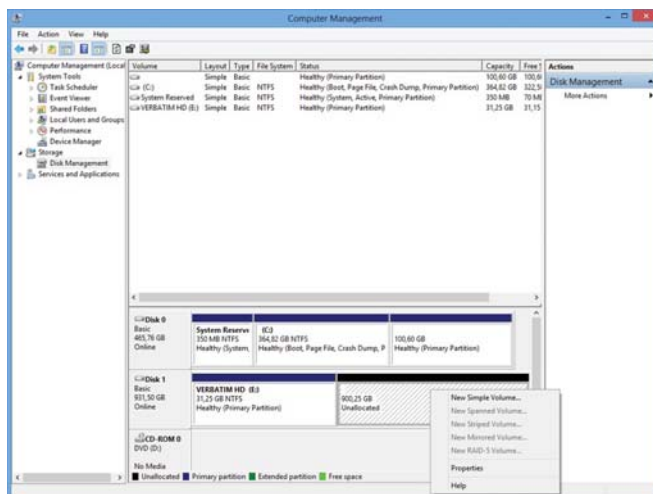 Computer Management
File Action View Help
Computer Management (Local
System Tools
Task Scheduler
Event Viewer
Shared Folders
Local Users and Groups
Performance
Device Manager
Storage
Disk Management
Services and Applications
Volume Layout Type File System Status Capacity Free
Simple Basic Healthy (Primary Partition) 100,60 GB 100,6
(C:) Simple Basic NTFS Healthy (Boot, Page File, Crash Dump, Primary Partition) 364,82 GB 322,5
System Reserved Simple Basic NTFS Healthy (System, Active, Primary Partition) 350 MB 70 MB
VERBATIM HD (E:) Simple Basic NTFS Healthy (Primary Partition) 31,25 GB 31,15
Actions
Disk Management
More Actions
Disk 0
Basic
465,76 GB
Online
System Reserve
350 MB NTFS
Healthy (System,
(C:)
364,82 GB NTFS
Healthy (Boot, Page File, Crash Dump, P
100,60 GB
Healthy (Primary Partition)
Disk 1
Basic
931,50 GB
Online
VERBATIM HD (E:)
31,25 GB NTFS
Healthy (Primary Partition)
900,25 GB
Unallocated
New Simple Volume...
New Spanned Volume...
New Striped Volume...
New Mirrored Volume...
New RAID-5 Volume...
Properties
Help
CD-ROM 0
DVD (D:)
No Media
Unallocated Primary partition Extended partition Free space